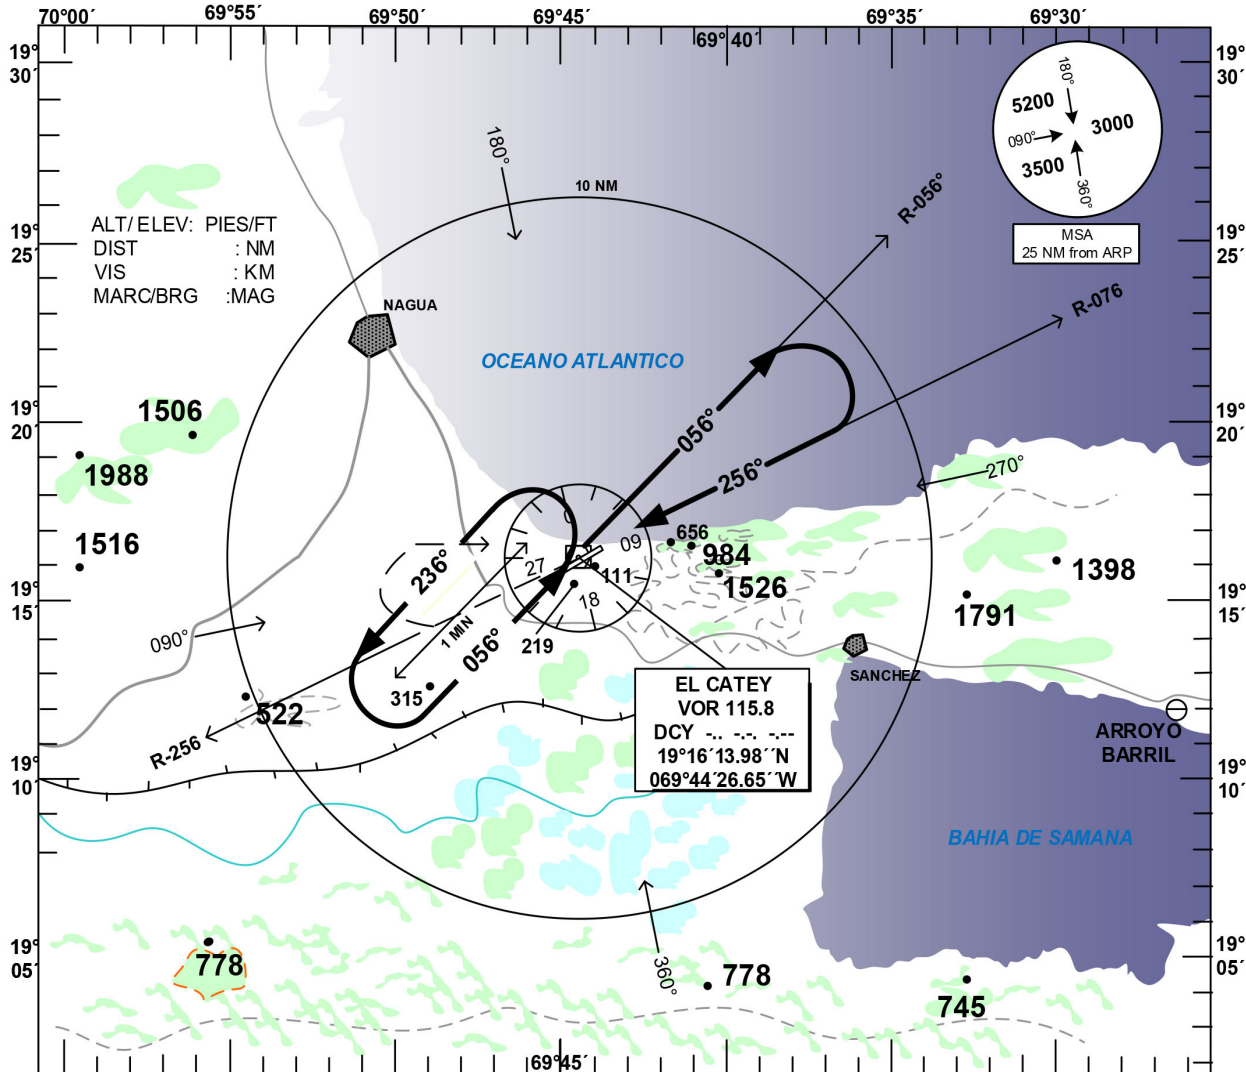 70°00´ 69°55´ 69°50´ 69°45´ 69°40´ 69°35´ 69°30´
19° 30´
19° 30´
180°
5200
3000
090°
3500
360°
MSA
25 NM from ARP
180°
10 NM
R-056°
ALT/ ELEV: PIES/FT
DIST : NM
VIS : KM
MARC/BRG :MAG
19° 25´
19° 25´
NAGUA
R-076
OCEANO ATLANTICO
19° 20´
19° 20´
1506
1988
1516
056°
256°
270°
0
09
18
27
656
984
8
1526
111
219
1398
1791
19° 15´
19° 15´
236°
1 MIN
056°
090°
315
522
R-256
SANCHEZ
EL CATEY
VOR 115.8
DCY -.. -.-. -.--
19°16´13.98´´N
069°44´26.65´´W
ARROYO
BARRIL
19° 10´
19° 10´
BAHIA DE SAMANA
19° 05´
19° 05´
778
360°
778
745
69°45´